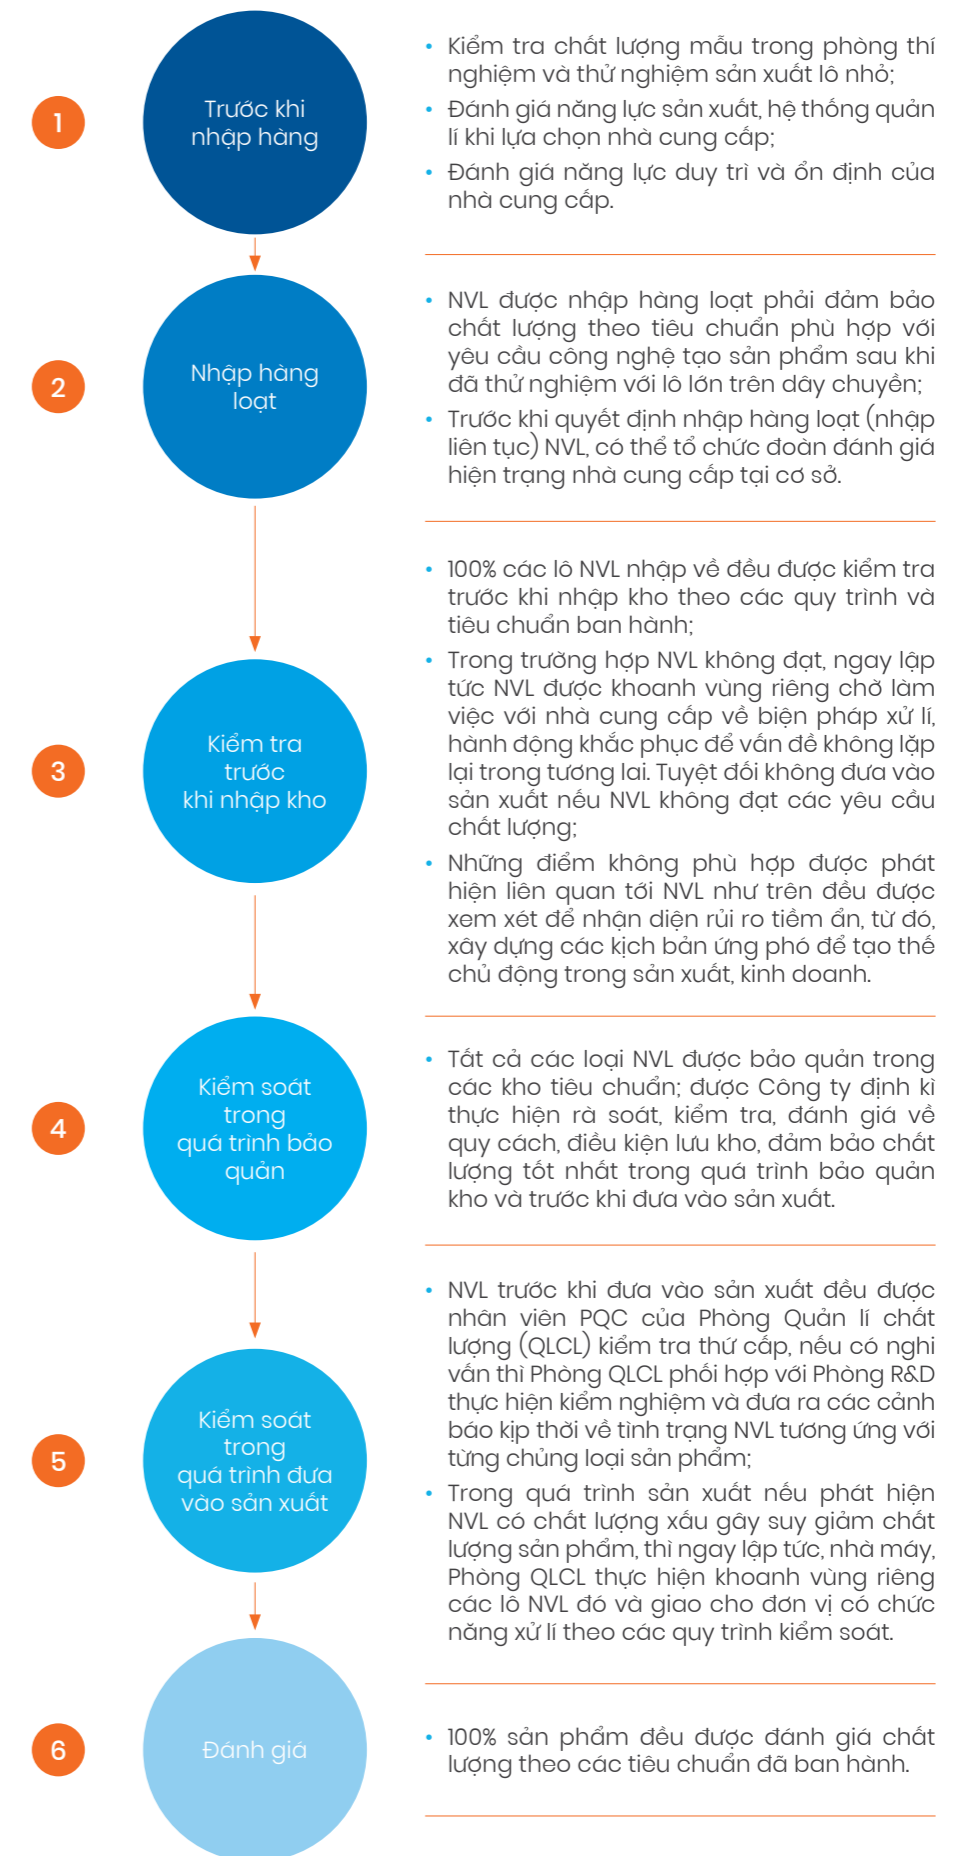 1
Trước khi
nhập hàng
• Kiểm tra chất lượng mẫu trong phòng thí
nghiệm và thử nghiệm sản xuất lô nhỏ;
• Đánh giá năng lực sản xuất, hệ thống quản
lí khi lựa chọn nhà cung cấp;
• Đánh giá năng lực duy trì và ổn định của
nhà cung cấp.
2
Nhập hàng
loạt
• NVL được nhập hàng loạt phải đảm bảo
chất lượng theo tiêu chuẩn phù hợp với
yêu cầu công nghệ tạo sản phẩm sau khi
đã thử nghiệm với lô lớn trên dây chuyền;
• Trước khi quyết định nhập hàng loạt (nhập
liên tục) NVL, có thể tổ chức đoàn đánh giá
hiện trạng nhà cung cấp tại cơ sở.
3
Kiểm tra
trước
khi nhập kho
• 100% các lô NVL nhập về đều được kiểm tra
trước khi nhập kho theo các quy trình và
tiêu chuẩn ban hành;
• Trong trường hợp NVL không đạt, ngay lập
tức NVL được khoanh vùng riêng chờ làm
việc với nhà cung cấp về biện pháp xử lí,
hành động khắc phục để vấn đề không lặp
lại trong tương lai. Tuyệt đối không đưa vào
sản xuất nếu NVL không đạt các yêu cầu
chất lượng;
• Những điểm không phù hợp được phát
hiện liên quan tới NVL như trên đều được
xem xét để nhận diện rủi ro tiềm ẩn, từ đó,
xây dựng các kịch bản ứng phó để tạo thế
chủ động trong sản xuất, kinh doanh.
4
Kiểm soát
trong
quá trình bảo
quản
• Tất cả các loại NVL được bảo quản trong
các kho tiêu chuẩn; được Công ty định kì
thực hiện rà soát, kiểm tra, đánh giá về
quy cách, điều kiện lưu kho, đảm bảo chất
lượng tốt nhất trong quá trình bảo quản
kho và trước khi đưa vào sản xuất.
5
Kiểm soát
trong
quá trình đưa
vào sản xuất
• NVL trước khi đưa vào sản xuất đều được
nhân viên PQC của Phòng Quản lí chất
lượng (QLCL) kiểm tra thứ cấp, nếu có nghi
vấn thì Phòng QLCL phối hợp với Phòng R&D
thực hiện kiểm nghiệm và đưa ra các cảnh
báo kịp thời về tình trạng NVL tương ứng với
từng chủng loại sản phẩm;
• Trong quá trình sản xuất nếu phát hiện
NVL có chất lượng xấu gây suy giảm chất
lượng sản phẩm, thì ngay lập tức, nhà máy,
Phòng QLCL thực hiện khoanh vùng riêng
các lô NVL đó và giao cho đơn vị có chức
năng xử lí theo các quy trình kiểm soát.
6
Đánh giá
• 100% sản phẩm đều được đánh giá chất
lượng theo các tiêu chuẩn đã ban hành.